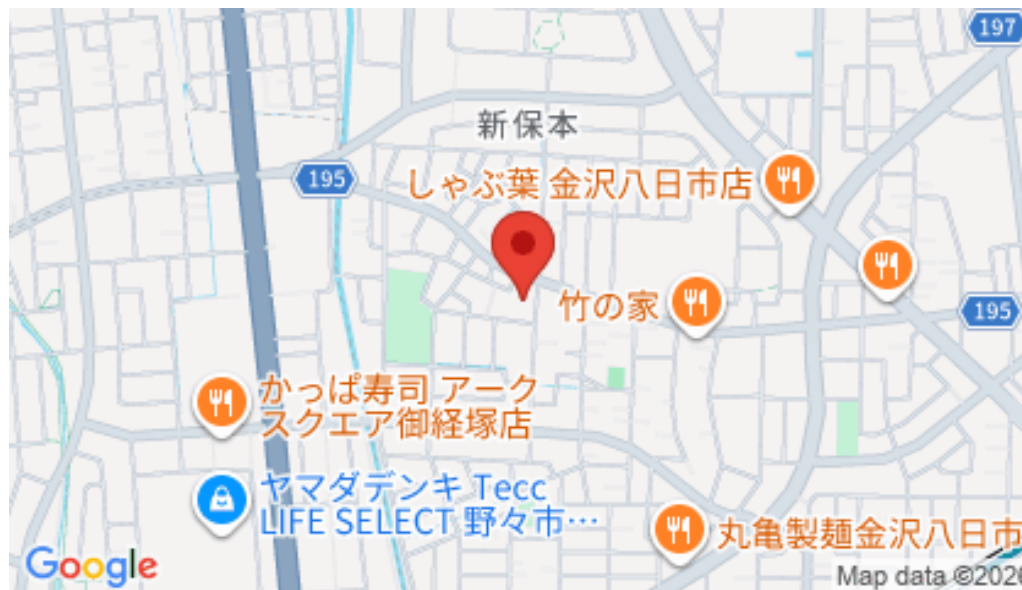 197
新保本
195
しゃぶ葉 金沢八日市店
竹の家
195
かっぱ寿司 アーク
スクエア御経塚店
ヤマダデンキ Tecc
LIFE SELECT 野々市…
丸亀製麺金沢八日市
Google
Map data ©2026